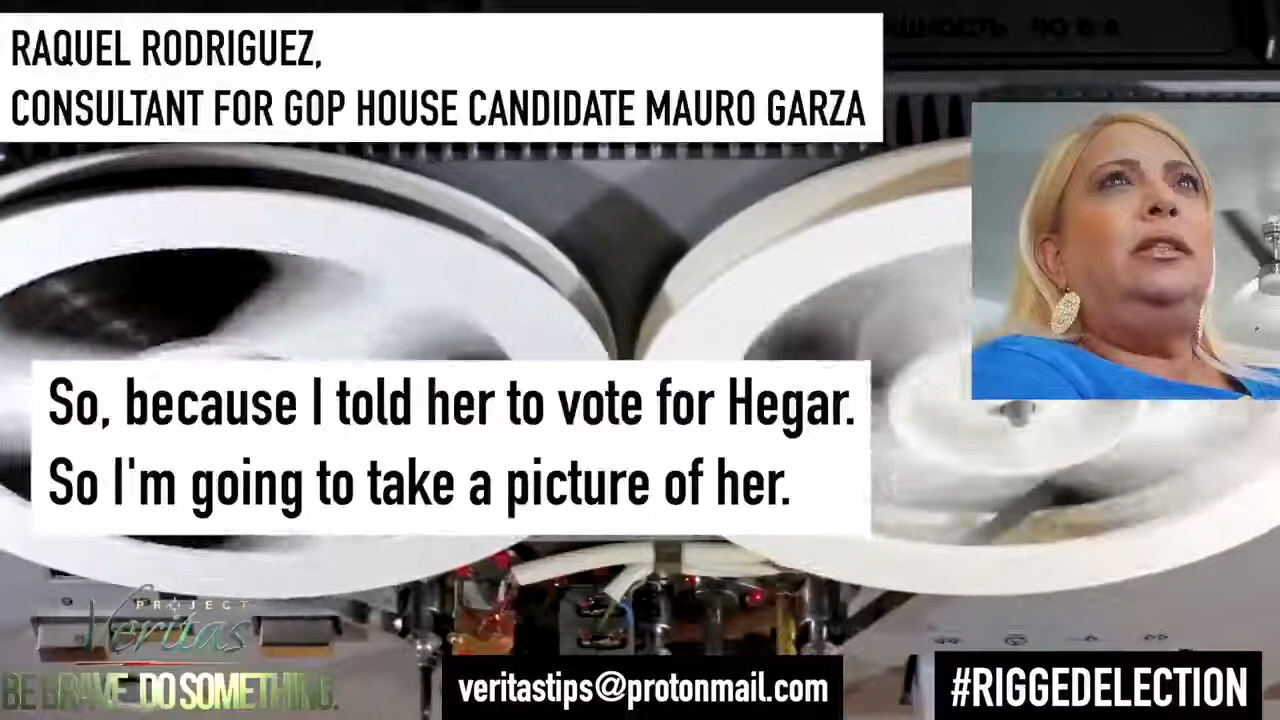 RAQUEL RODRIGUEZ,
CONSULTANT FOR GOP HOUSE CANDIDATE MAURO GARZA
So, because I told her to vote for Hegar.
So I'm going to take a picture of her.
PROJECT
Veritas
BE BRAVE. DO SOMETHING.
veritastips@protonmail.com
#RIGGEDELECTION